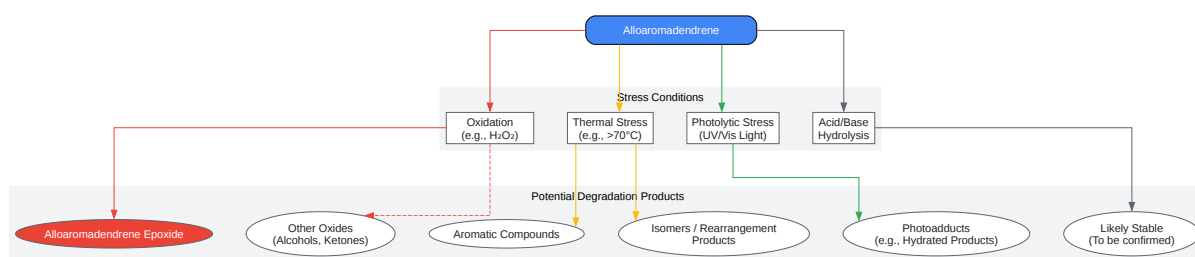 Alloaromadendrene
Stress Conditions
Oxidation
(e.g., H₂O₂)
Thermal Stress
(e.g., >70°C)
Photolytic Stress
(UV/Vis Light)
Acid/Base
Hydrolysis
Potential Degradation Products
Alloaromadendrene Epoxide
Other Oxides
(Alcohols, Ketones)
Aromatic Compounds
Isomers / Rearrangement
Products
Photoadducts
(e.g., Hydrated Products)
Likely Stable
(To be confirmed)